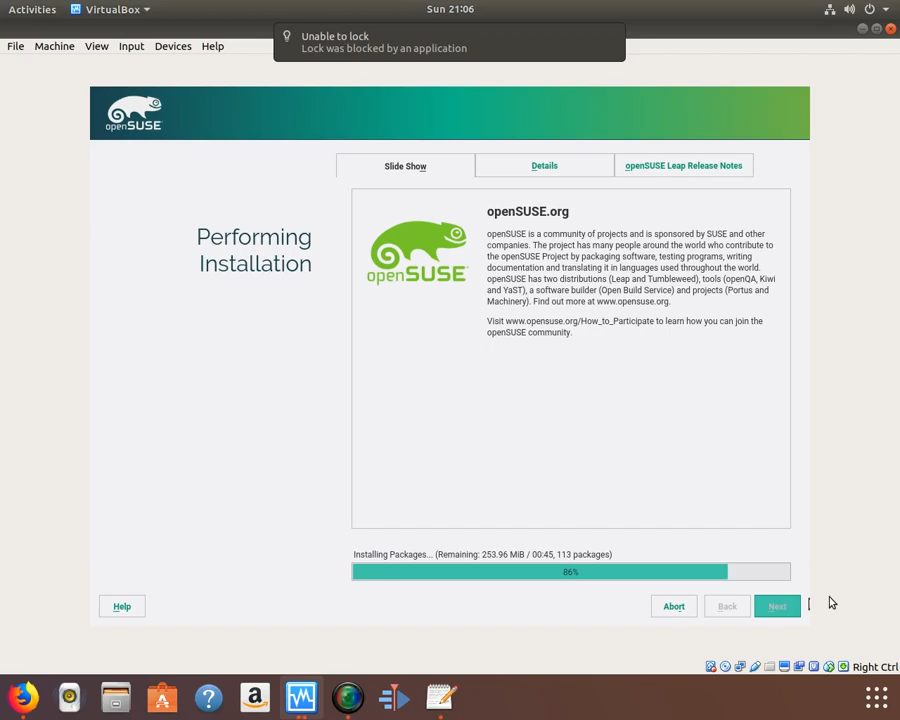 Activities
VirtualBox
Sun 21:06
Unable to lock
Lock was blocked by an application
File Machine View Input Devices Help
openSUSE
Slide Show
Details
openSUSE Leap Release Notes
Performing
Installation
openSUSE
openSUSE.org
openSUSE is a community of projects and is sponsored by SUSE and other
companies. The project has many people around the world who contribute to
the openSUSE Project by packaging software, testing programs, writing
documentation and translating it in languages used throughout the world.
openSUSE has two distributions (Leap and Tumbleweed), tools (openQA, Kiwi
and YaST), a software builder (Open Build Service) and projects (Portus and
Machinery). Find out more at www.opensuse.org.
Visit www.opensuse.org/How_to_Participate to learn how you can join the
openSUSE community.
Installing Packages... (Remaining: 253.96 MiB / 00:45, 113 packages)
86%
Help
Abort
Back
Next
Right Ctrl